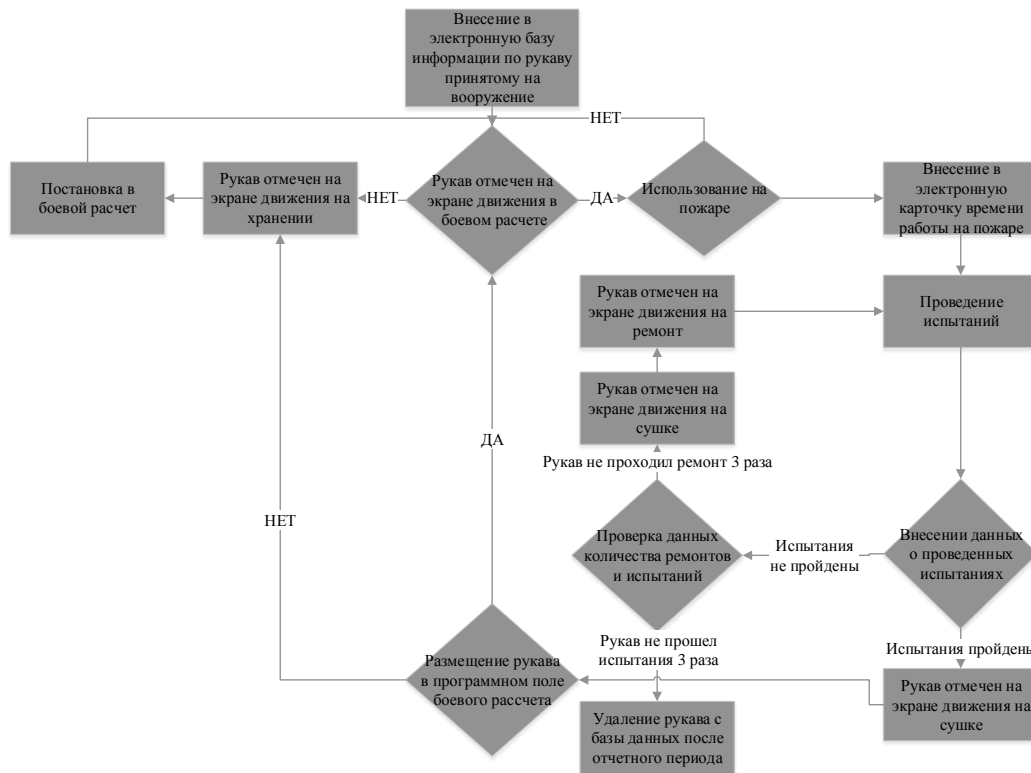 Внесение в
электронную базу
информации по рукаву
принятому на
вооружение
НЕТ
Постановка в
боевой расчет
Рукав отмечен на
экране движения на
хранении
НЕТ
Рукав отмечен на
экране движения в
боевом расчете
ДА
Использование на
пожаре
Внесение в
электронную
карточку времени
работы на пожаре
Рукав отмечен на
экране движения на
ремонт
Проведение
испытаний
Рукав отмечен на
экране движения на
сушке
ДА
Рукав не проходил ремонт 3 раза
НЕТ
Проверка данных
количества ремонтов
и испытаний
Испытания
не пройдены
Внесении данных
о проведенных
испытаниях
Рукав не прошел
испытания 3 раза
Испытания пройдены
Размещение рукава
в программном поле
боевого рассчета
Рукав отмечен на
экране движения на
сушке
Удаление рукава с
базы данных после
отчетного периода